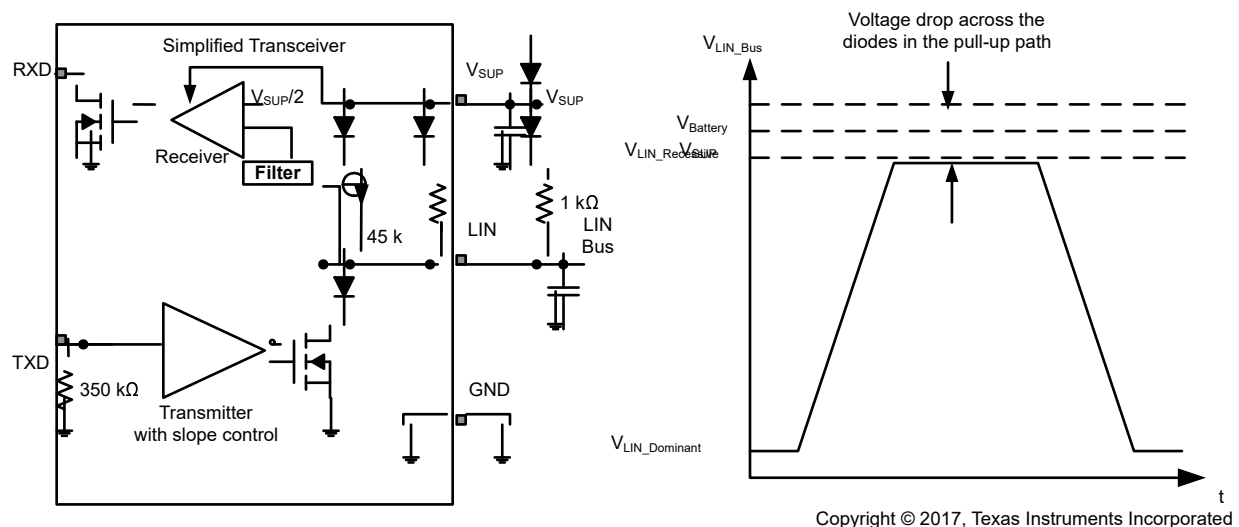 Simplified Transceiver
RXD
V_SUP/2
Receiver
Filter
V_SUP
V_SUP
45 k
LIN
1 kΩ
LIN
Bus
TXD
350 kΩ
Transmitter
with slope control
GND
Voltage drop across the
diodes in the pull-up path
V_LIN_Bus
V_Battery
V_SUP
V_LIN_Recessive
V_LIN_Dominant
t
Copyright © 2017, Texas Instruments Incorporated